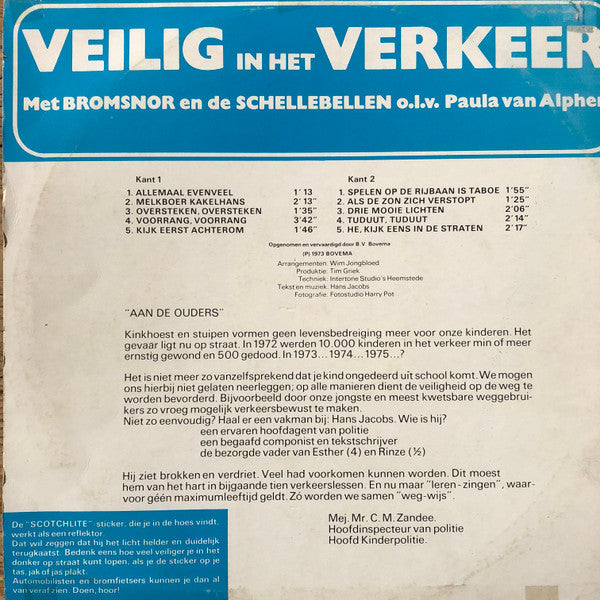 VEILIG IN HET VERKEER
Met BROMSNOR en de SCHELLEBELLEN o.l.v. Paula van Alphen
Kant 1
1. ALLEMAAL EVENVEEL 1'13
2. MELKBOER KAKELHANS 2'13"
3. OVERSTEKEN, OVERSTEKEN 1'35"
4. VOORRANG, VOORRANG 3'42"
5. KIJK EERST ACHTEROM 1'46"
Kant 2
1. SPELEN OP DE RIJBAAN IS TABOE 1'55"
2. ALS DE ZON ZICH VERSTOPT 1'25"
3. DRIE MOOIE LICHTEN 2'06"
4. TUDUUT, TUDUUT 2'14"
5. HE, KIJK EENS IN DE STRATEN 2'17"
Opgenomen en vervaardigd door B.V. Bovema
(P) 1973 BOVEMA
Arrangementen: Wim Jongbloed
Produktie: Tim Griek
Techniek: Intertone Studio's Heemstede
Tekst en muziek: Hans Jacobs
Fotografie: Fotostudio Harry Pot
"AAN DE OUDERS"
Kinkhoest en stuipen vormen geen levensbedreiging meer voor onze kinderen. Het
gevaar ligt nu op straat. In 1972 werden 10.000 kinderen in het verkeer min of meer
ernstig gewond en 500 gedood. In 1973...1974...1975...?
Het is niet meer zo vanzelfsprekend dat je kind ongedeerd uit school komt. We mogen
ons hierbij niet gelaten neerleggen; op alle manieren dient de veiligheid op de weg te
worden bevorderd. Bijvoorbeeld door onze jongste en meest kwetsbare weggebrui-
kers zo vroeg mogelijk verkeersbewust te maken.
Niet zo eenvoudig? Haal er een vakman bij: Hans Jacobs. Wie is hij?
een ervaren hoofdagent van politie
een begaafd componist en tekstschrijver
de bezorgde vader van Esther (4) en Rinze (½)
Hij ziet brokken en verdriet. Veel had voorkomen kunnen worden. Dit moest
hem van het hart in bijgaande tien verkeerslessen. En nu maar "leren-zingen", waar-
voor géén maximumleeftijd geldt. Zó worden we samen "weg-wijs".
Mej. Mr. C. M. Zandee.
Hoofdinspecteur van politie
Hoofd Kinderpolitie.
De "SCOTCHLITE"-sticker, die je in de hoes vindt,
werkt als een reflektor.
Dat wil zeggen dat hij het licht helder en duidelijk
terugkaatst. Bedenk eens hoe veel veiliger je in het
donker op straat kunt lopen, als je de sticker op je
tas, jak of jas plakt.
Automobilisten en bromfietsers kunnen je dan al
van veraf zien. Doen, hoor!